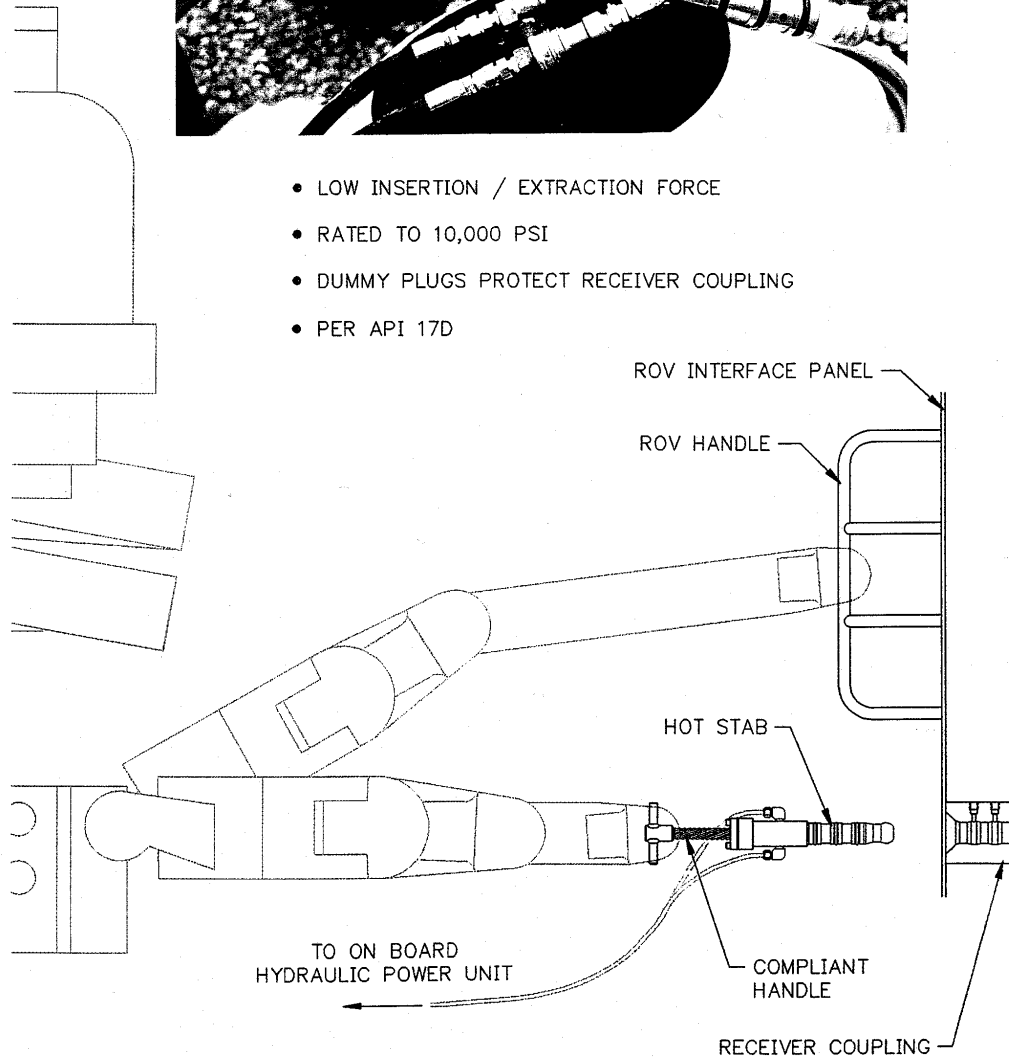 • LOW INSERTION / EXTRACTION FORCE
• RATED TO 10,000 PSI
• DUMMY PLUGS PROTECT RECEIVER COUPLING
• PER API 17D
ROV INTERFACE PANEL
ROV HANDLE
HOT STAB
TO ON BOARD
HYDRAULIC POWER UNIT
COMPLIANT
HANDLE
RECEIVER COUPLING